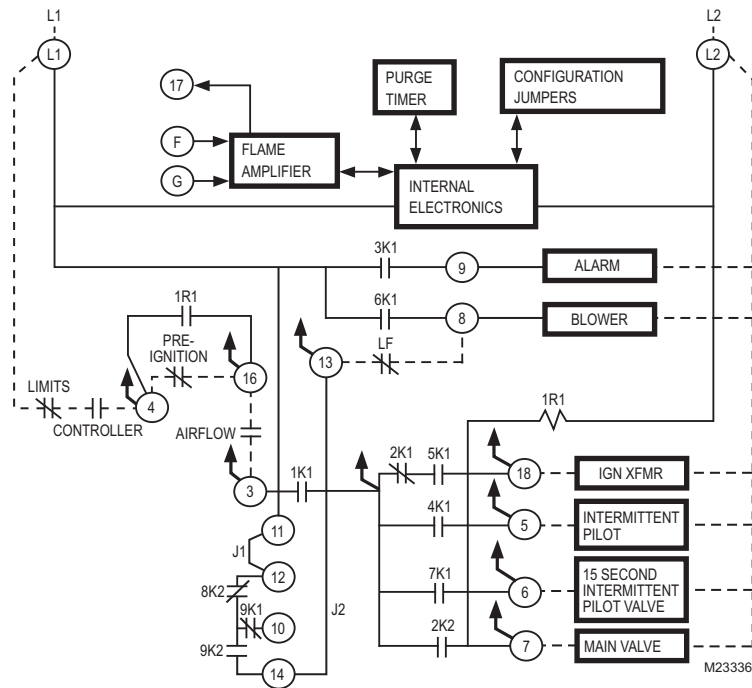 L1
L2
L1
L2
17
PURGE
TIMER
CONFIGURATION
JUMPERS
F
FLAME
AMPLIFIER
G
INTERNAL
ELECTRONICS
3K1
9
ALARM
1R1
6K1
8
BLOWER
PRE-
IGNITION
LF
13
16
LIMITS
4
CONTROLLER
1R1
AIRFLOW
2K1
5K1
18
IGN XFMR
3
1K1
4K1
5
INTERMITTENT
PILOT
11
J1
12
7K1
6
15 SECOND
INTERMITTENT
PILOT VALVE
8K2
9K1
10
J2
2K2
7
MAIN VALVE
9K2
14
M23336